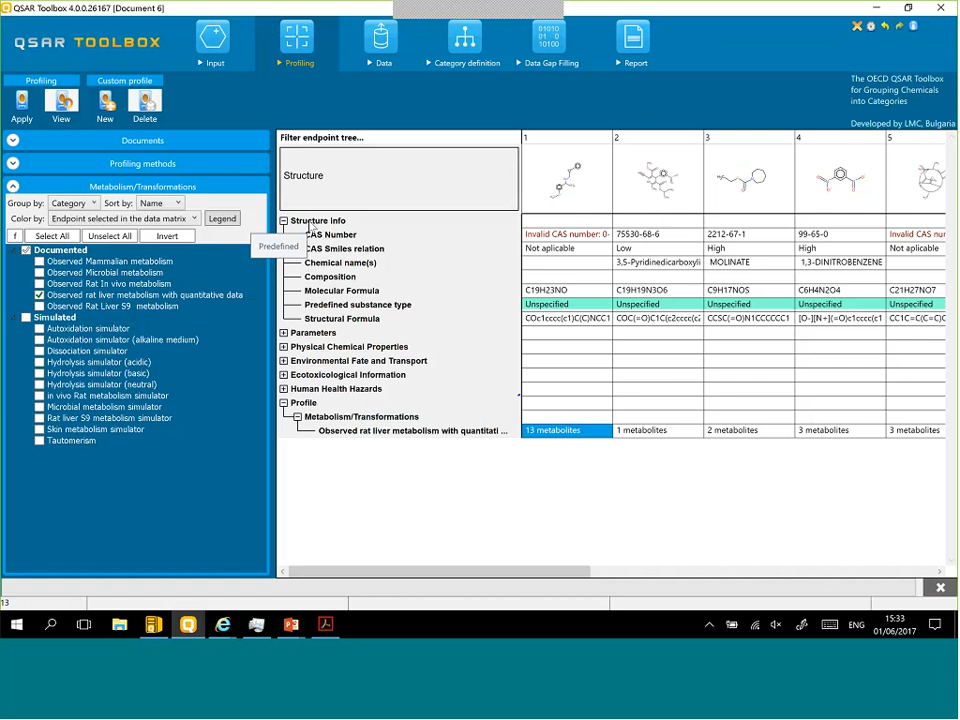 QSAR Toolbox 4.0.0.26167 [Document 6]
QSAR TOOLBOX
Input
Profiling
Data
Category definition
01010
01 0
10100
Data Gap Filling
Report
Profiling
Custom profile
Apply
View
New
Delete
The OECD QSAR Toolbox
for Grouping Chemicals
into Categories
Developed by LMC, Bulgaria
Documents
Profiling methods
Metabolism/Transformations
Group by: Category Sort by: Name
Color by: Endpoint selected in the data matrix Legend
f Select All Unselect All Invert
Documented
Observed Mammalian metabolism
Observed Microbial metabolism
Observed Rat In vivo metabolism
Observed rat liver metabolism with quantitative data
Observed Rat Liver S9 metabolism
Simulated
Autoxidation simulator
Autoxidation simulator (alkaline medium)
Dissociation simulator
Hydrolysis simulator (acidic)
Hydrolysis simulator (basic)
Hydrolysis simulator (neutral)
in vivo Rat metabolism simulator
Microbial metabolism simulator
Rat liver S9 metabolism simulator
Skin metabolism simulator
Tautomerism
Predefined
Filter endpoint tree... 1 2 3 4 5
Structure
Structure info
CAS Number Invalid CAS number: 0- 75530-68-6 2212-67-1 99-65-0 Invalid CAS nur
CAS Smiles relation Not aplicable Low High High Not aplicable
Chemical name(s) 3,5-Pyridinedicarboxyli MOLINATE 1,3-DINITROBENZENE
Composition
Molecular Formula C19H23NO C19H19N3O6 C9H17NOS C6H4N2O4 C21H27NO7
Predefined substance type Unspecified Unspecified Unspecified Unspecified Unspecified
Structural Formula COc1cccc(c1)C(C)NCC1 COC(=O)C1C(c2cccc(c2 CCSC(=O)N1CCCCCC1 [O-][N+](=O)c1cccc(c1 CC1C=C(C=C(C
Parameters
Physical Chemical Properties
Environmental Fate and Transport
Ecotoxicological Information
Human Health Hazards
Profile
Metabolism/Transformations
Observed rat liver metabolism with quantitati ... 13 metabolites 1 metabolites 2 metabolites 3 metabolites 3 metabolites
13
ENG
15:33
01/06/2017